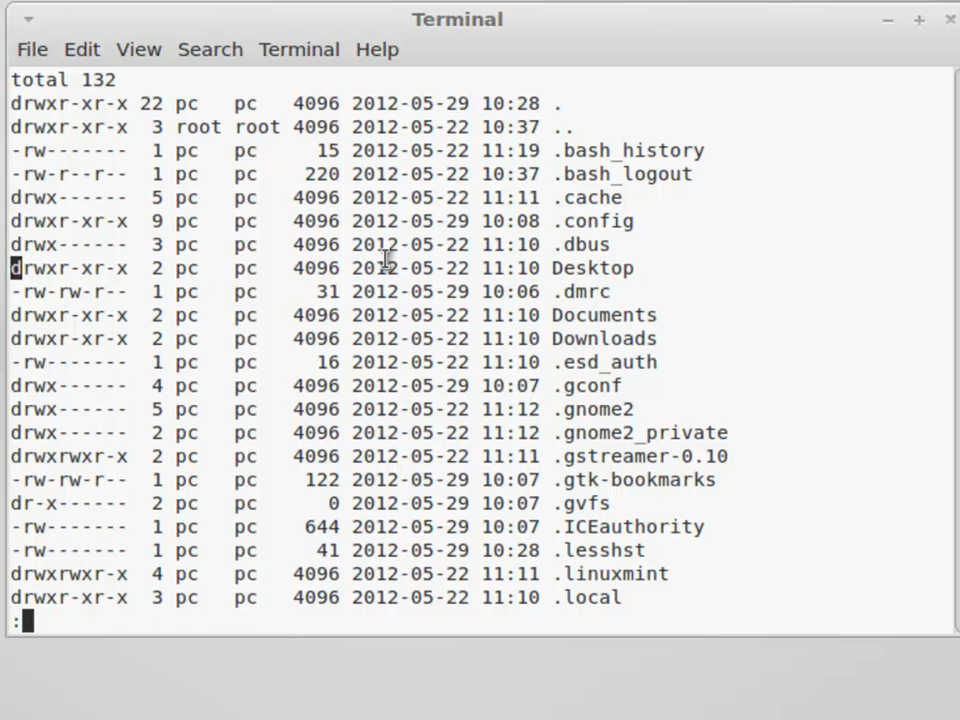 Terminal
File Edit View Search Terminal Help
total 132
drwxr-xr-x 22 pc   pc   4096 2012-05-29 10:28 .
drwxr-xr-x  3 root root 4096 2012-05-22 10:37 ..
-rw-------  1 pc   pc     15 2012-05-22 11:19 .bash_history
-rw-r--r--  1 pc   pc    220 2012-05-22 10:37 .bash_logout
drwx------  5 pc   pc   4096 2012-05-22 11:11 .cache
drwxr-xr-x  9 pc   pc   4096 2012-05-29 10:08 .config
drwx------  3 pc   pc   4096 2012-05-22 11:10 .dbus
drwxr-xr-x  2 pc   pc   4096 2012-05-22 11:10 Desktop
-rw-rw-r--  1 pc   pc     31 2012-05-29 10:06 .dmrc
drwxr-xr-x  2 pc   pc   4096 2012-05-22 11:10 Documents
drwxr-xr-x  2 pc   pc   4096 2012-05-22 11:10 Downloads
-rw-------  1 pc   pc     16 2012-05-22 11:10 .esd_auth
drwx------  4 pc   pc   4096 2012-05-29 10:07 .gconf
drwx------  5 pc   pc   4096 2012-05-22 11:12 .gnome2
drwx------  2 pc   pc   4096 2012-05-22 11:12 .gnome2_private
drwxrwxr-x  2 pc   pc   4096 2012-05-22 11:11 .gstreamer-0.10
-rw-rw-r--  1 pc   pc    122 2012-05-29 10:07 .gtk-bookmarks
dr-x------  2 pc   pc      0 2012-05-29 10:07 .gvfs
-rw-------  1 pc   pc    644 2012-05-29 10:07 .ICEauthority
-rw-------  1 pc   pc     41 2012-05-29 10:28 .lesshst
drwxrwxr-x  4 pc   pc   4096 2012-05-22 11:11 .linuxmint
drwxr-xr-x  3 pc   pc   4096 2012-05-22 11:10 .local
: